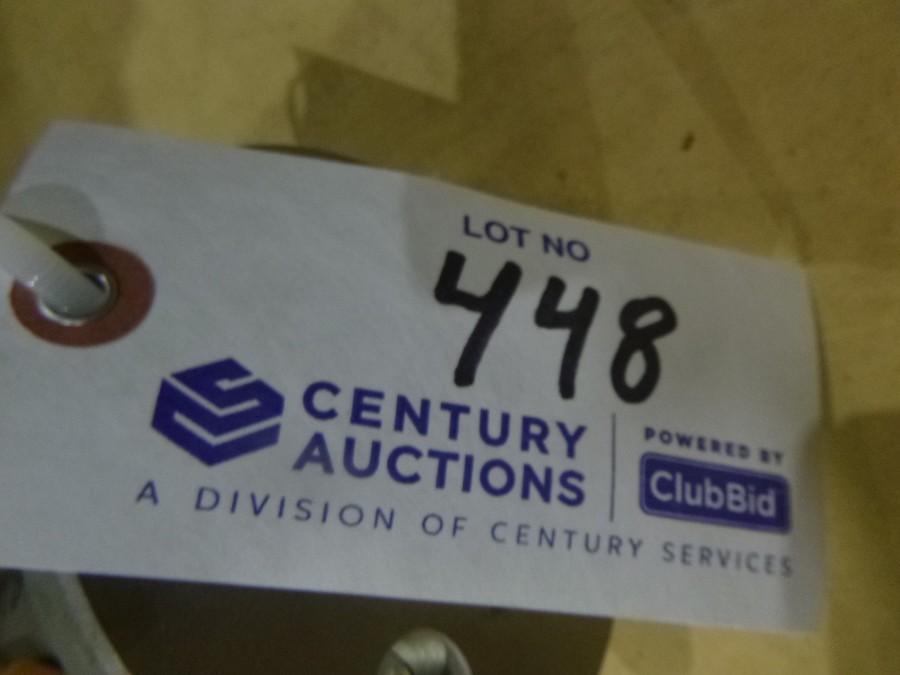 LOT NO
448
CENTURY
AUCTIONS
POWERED BY
ClubBid
A DIVISION OF CENTURY SERVICES